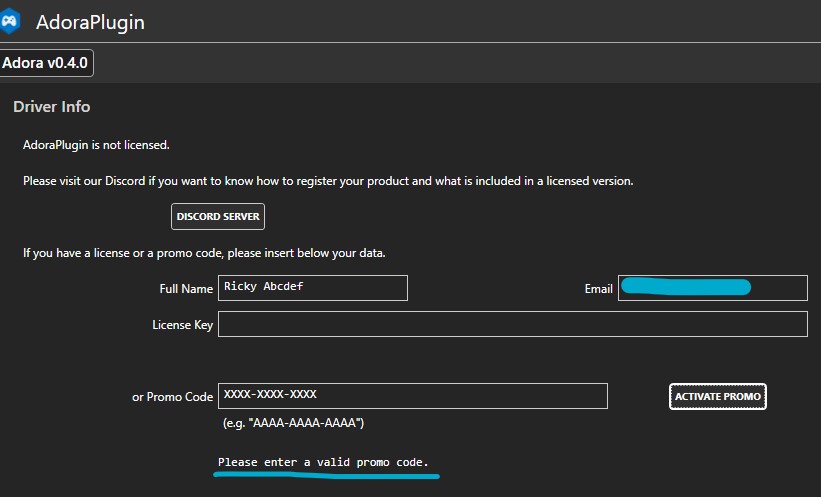 AdoraPlugin
Adora v0.4.0
Driver Info
AdoraPlugin is not licensed.
Please visit our Discord if you want to know how to register your product and what is included in a licensed version.
DISCORD SERVER
If you have a license or a promo code, please insert below your data.
Full Name Ricky Abcdef Email
License Key
or Promo Code XXXX-XXXX-XXXX ACTIVATE PROMO
(e.g. "AAAA-AAAA-AAAA")
Please enter a valid promo code.